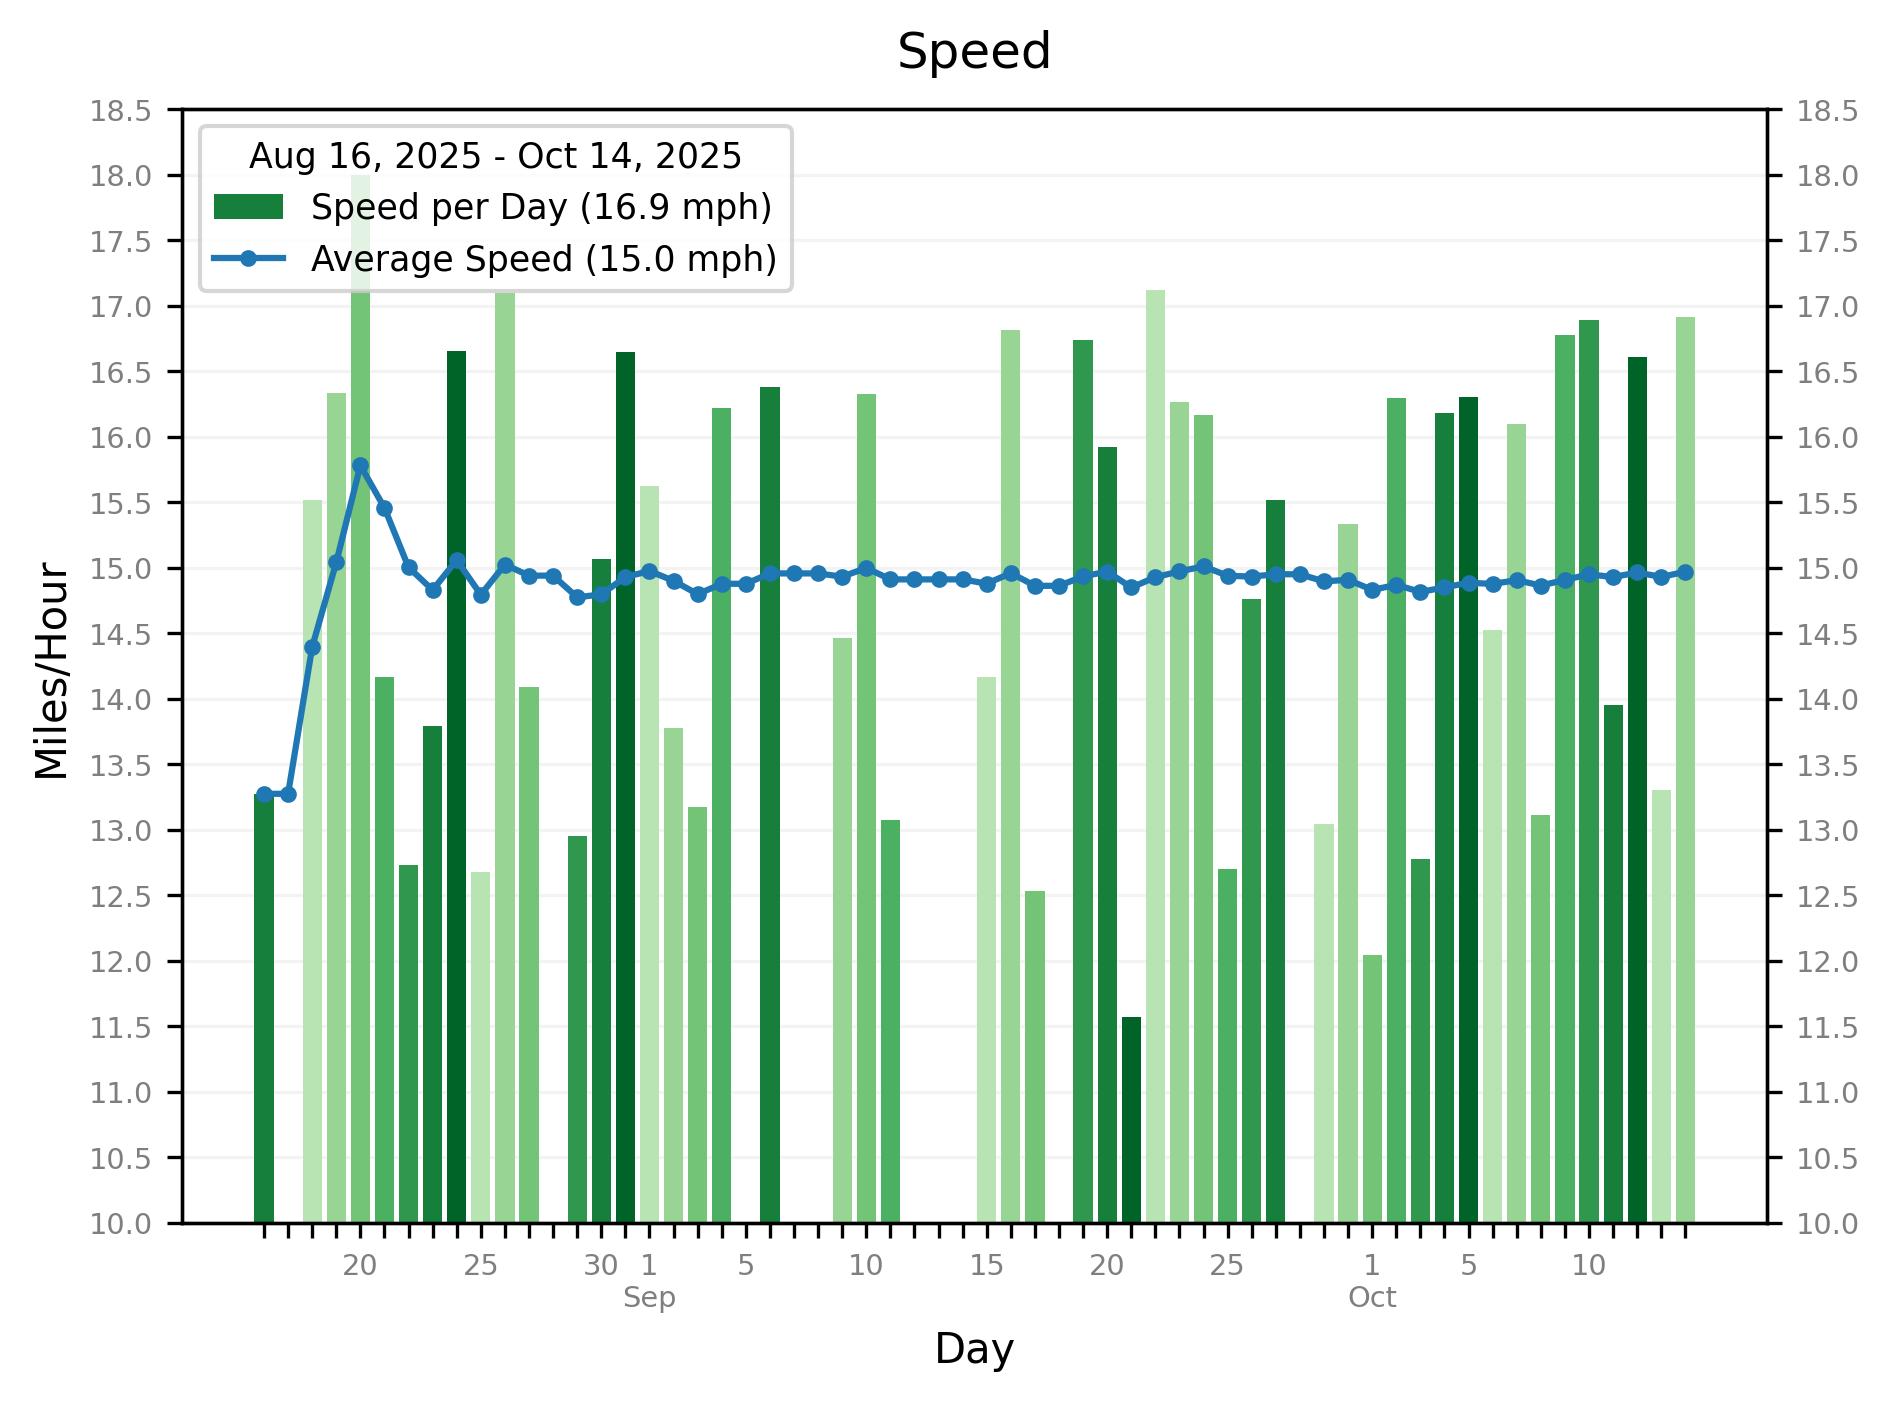 Speed
18.5 18.5
Aug 16, 2025 - Oct 14, 2025
18.0 18.0
Speed per Day (16.9 mph)
17.5 17.5
Average Speed (15.0 mph)
17.0 17.0
16.5 16.5
16.0 16.0
15.5 15.5
15.0 15.0
14.5 14.5
14.0 14.0
13.5 13.5
13.0 13.0
12.5 12.5
12.0 12.0
11.5 11.5
11.0 11.0
10.5 10.5
10.0 10.0
Miles/Hour
20 25 30 1 5 10 15 20 25 1 5 10
Sep Oct
Day